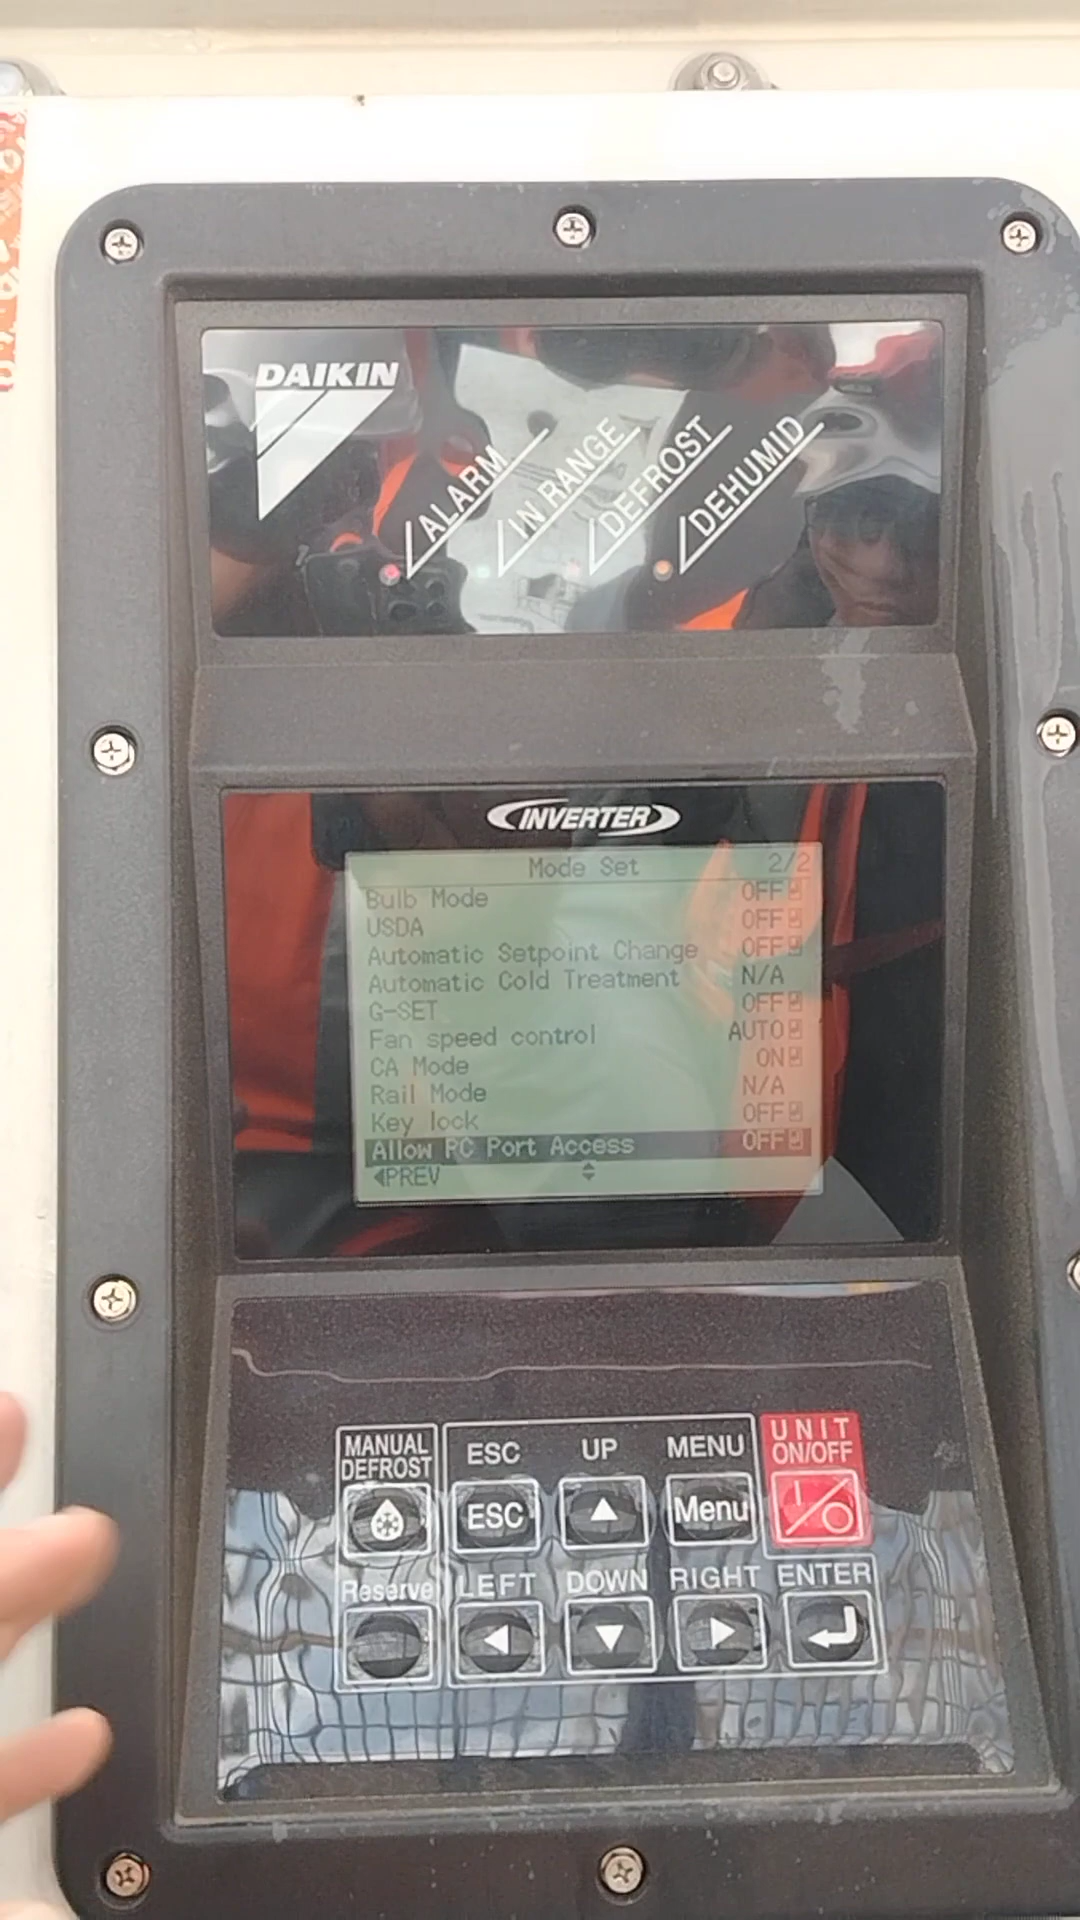 DAIKIN
ALARM
IN RANGE
DEFROST
DEHUMID
INVERTER
Mode Set 2/2
Bulb Mode OFF
USDA OFF
Automatic Setpoint Change OFF
Automatic Cold Treatment N/A
G-SET OFF
Fan speed control AUTO
CA Mode ON
Rail Mode N/A
Key lock OFF
Allow PC Port Access OFF
◀PREV
MANUAL DEFROST
ESC
UP
MENU
UNIT ON/OFF
ESC
Menu
I/O
Reserve
LEFT
DOWN
RIGHT
ENTER